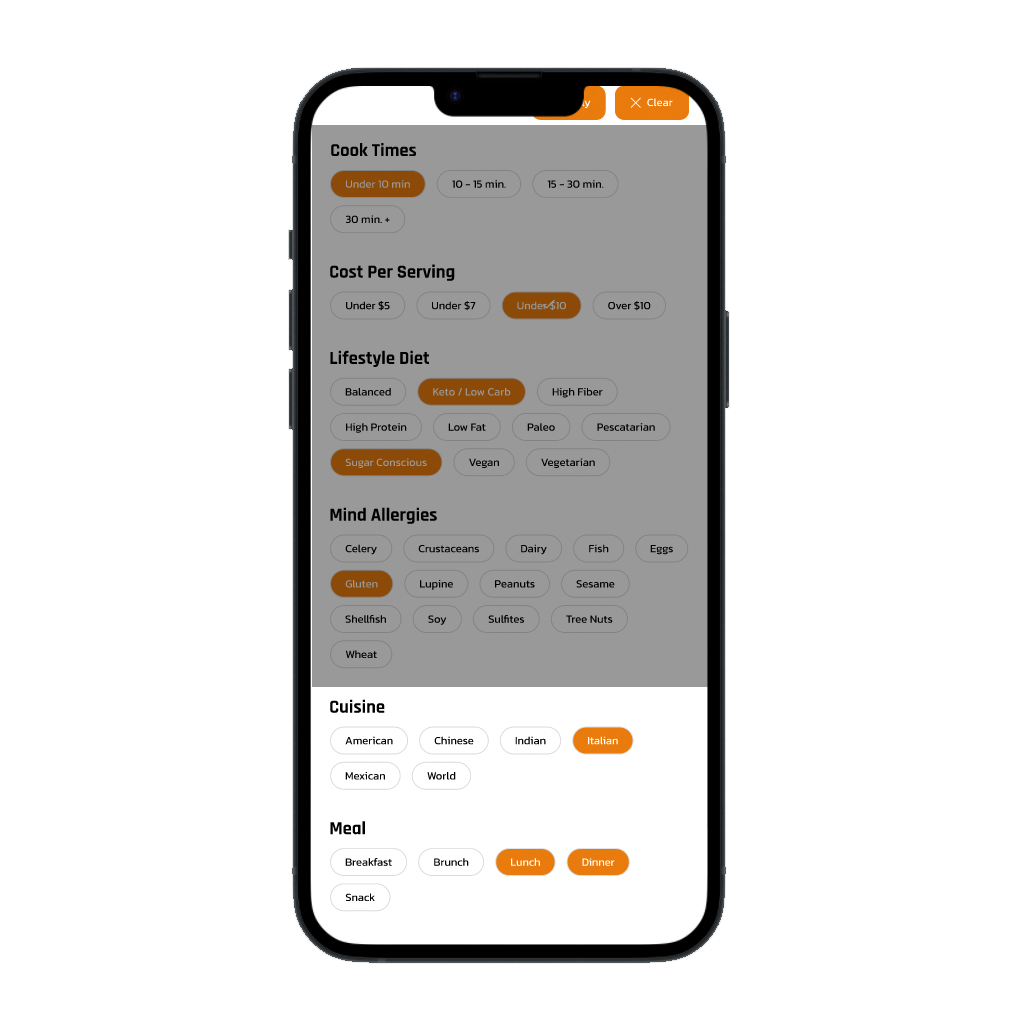 Clear
Cook Times
Under 10 min 10 - 15 min. 15 - 30 min.
30 min. +
Cost Per Serving
Under $5 Under $7 Under $10 Over $10
Lifestyle Diet
Balanced Keto / Low Carb High Fiber
High Protein Low Fat Paleo Pescatarian
Sugar Conscious Vegan Vegetarian
Mind Allergies
Celery Crustaceans Dairy Fish Eggs
Gluten Lupine Peanuts Sesame
Shellfish Soy Sulfites Tree Nuts
Wheat
Cuisine
American Chinese Indian Italian
Mexican World
Meal
Breakfast Brunch Lunch Dinner
Snack